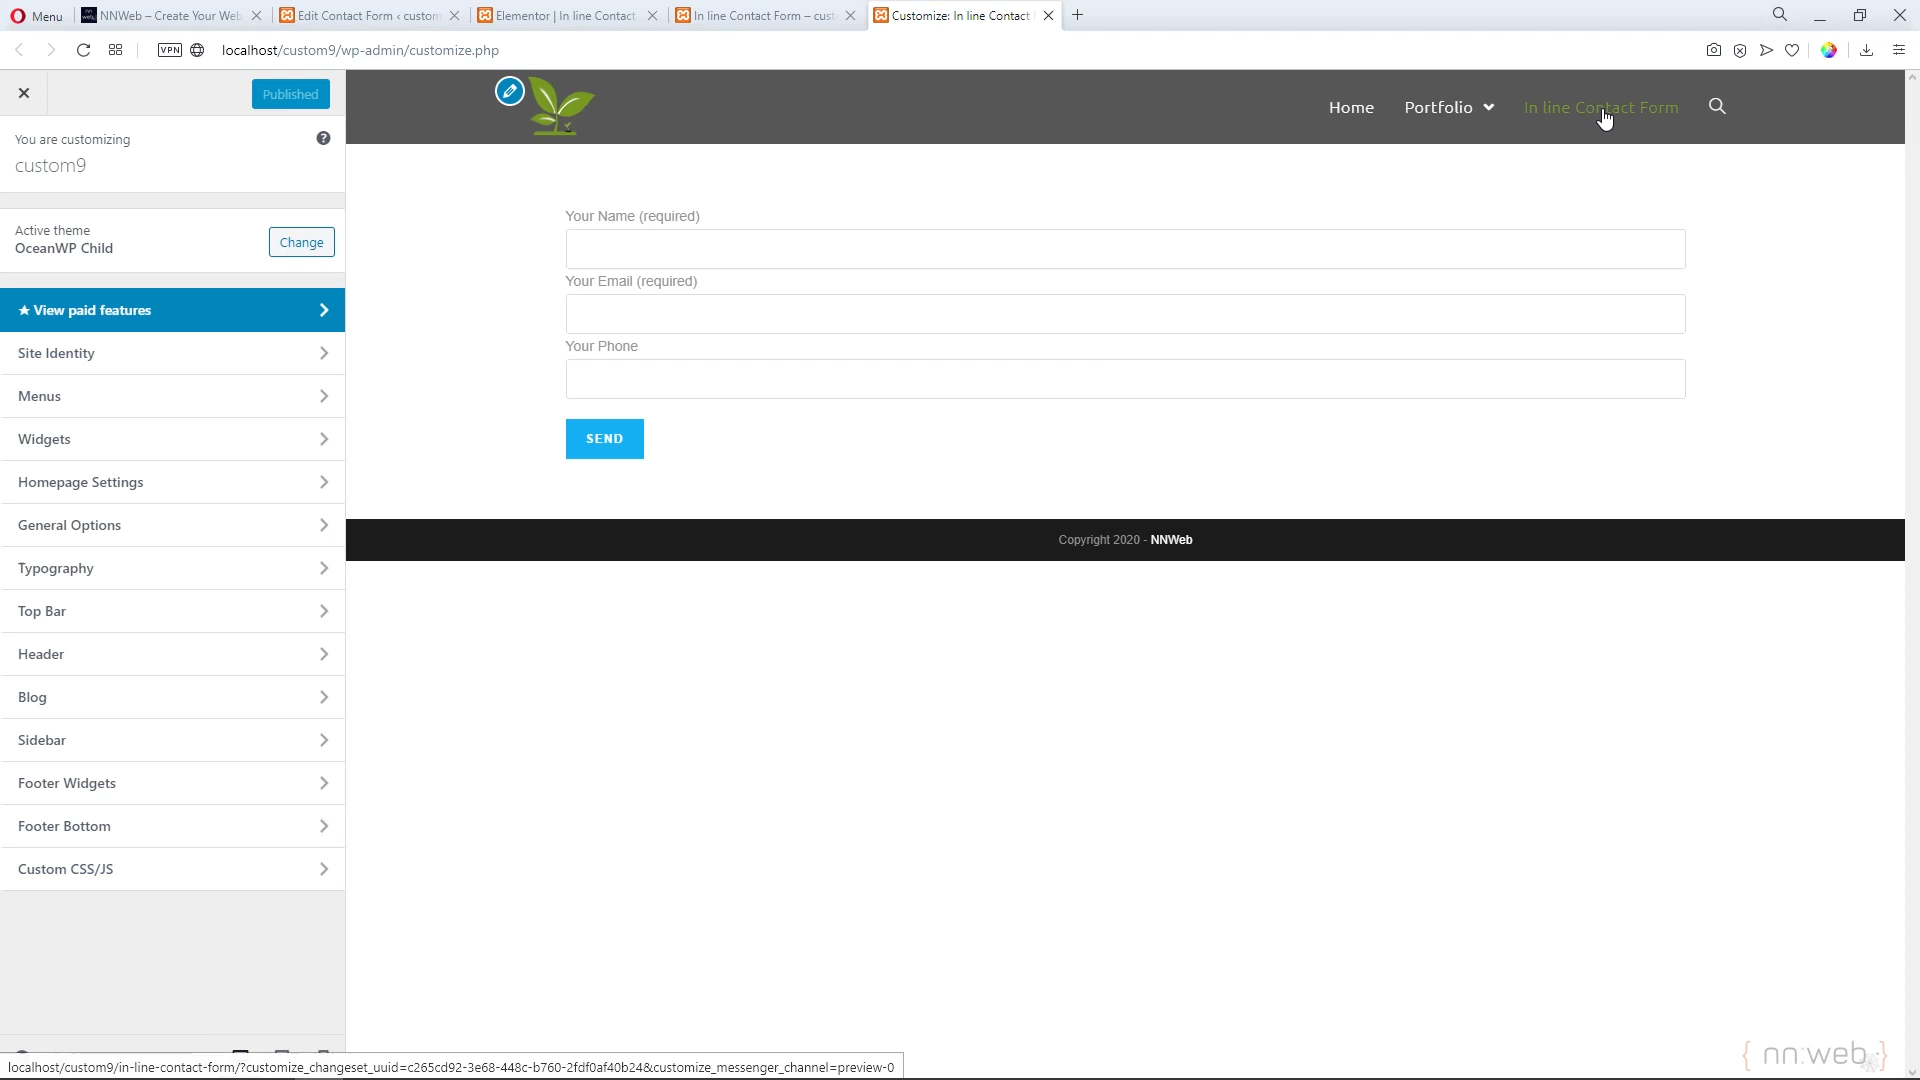 Menu
NNWeb – Create Your Web
Edit Contact Form ‹ custom
Elementor | In line Contact
In line Contact Form – cust
Customize: In line Contact
VPN
localhost/custom9/wp-admin/customize.php
Published
You are customizing
custom9
Active theme
OceanWP Child
Change
★ View paid features
Site Identity
Menus
Widgets
Homepage Settings
General Options
Typography
Top Bar
Header
Blog
Sidebar
Footer Widgets
Footer Bottom
Custom CSS/JS
Home
Portfolio
In line Contact Form
Your Name (required)
Your Email (required)
Your Phone
SEND
Copyright 2020 - NNWeb
{ nn:web }
localhost/custom9/in-line-contact-form/?customize_changeset_uuid=c265cd92-3e68-448c-b760-2fdf0af40b24&customize_messenger_channel=preview-0